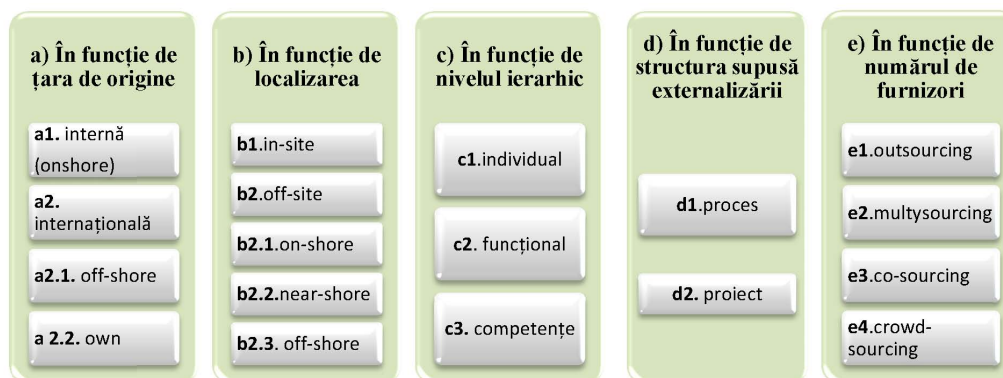 a) În funcție de
țara de origine
a1. internă
(onshore)
a2.
internațională
a2.1. off-shore
a 2.2. own
b) În funcție de
localizarea
b1.in-site
b2.off-site
b2.1.on-shore
b2.2.near-shore
b2.3. off-shore
c) În funcție de
nivelul ierarhic
c1.individual
c2. funcțional
c3. competențe
d) În funcție de
structura supusă
externalizării
d1.proces
d2. proiect
e) În funcție de
numărul de
furnizori
e1.outsourcing
e2.multysourcing
e3.co-sourcing
e4.crowd-
sourcing